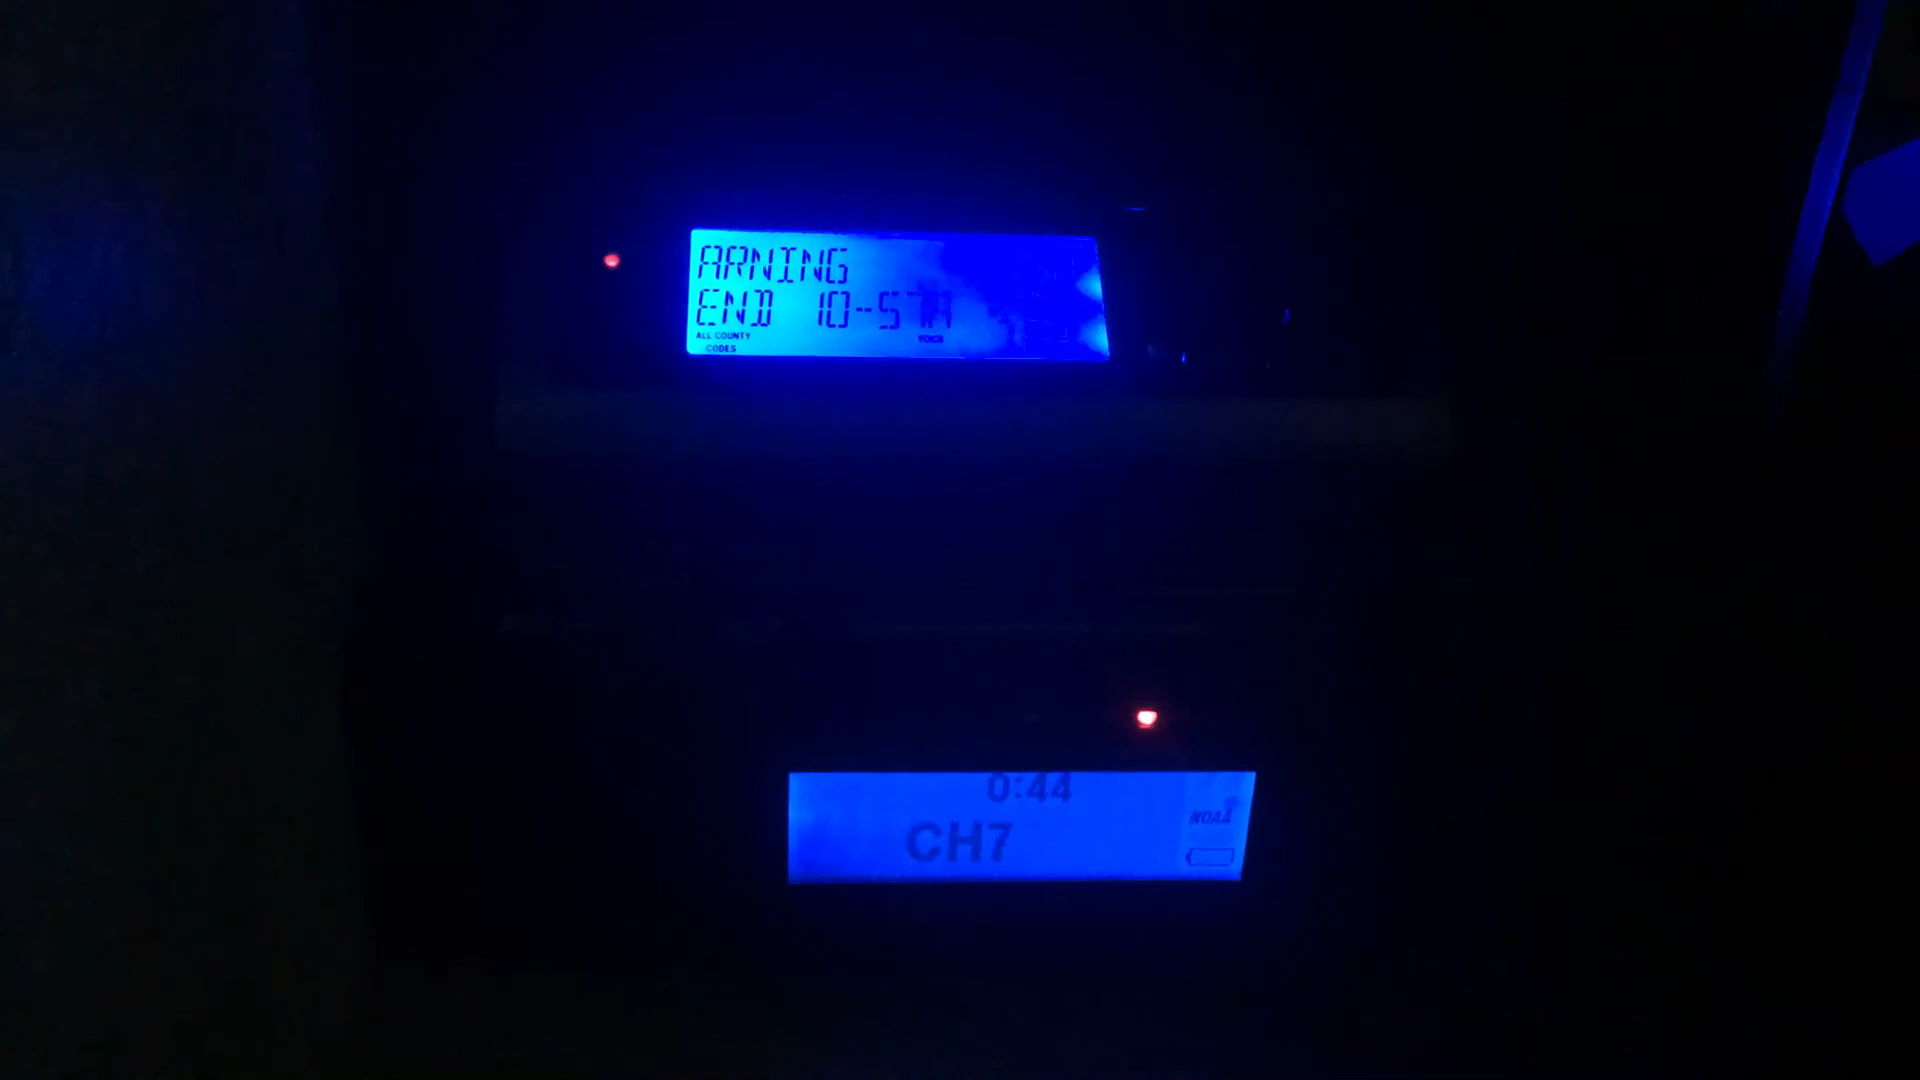 ARNING
END 10-57A
ALL COUNTY
CODES
VOICE
0:44
CH7
NOAA